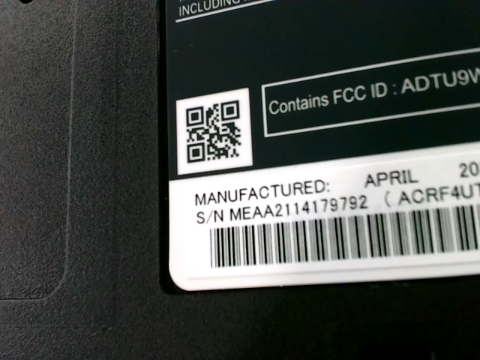 INCLUDING
Contains FCC ID : ADTU9W
MANUFACTURED: APRIL 20
S/N MEAA2114179792 ( ACRF4UT